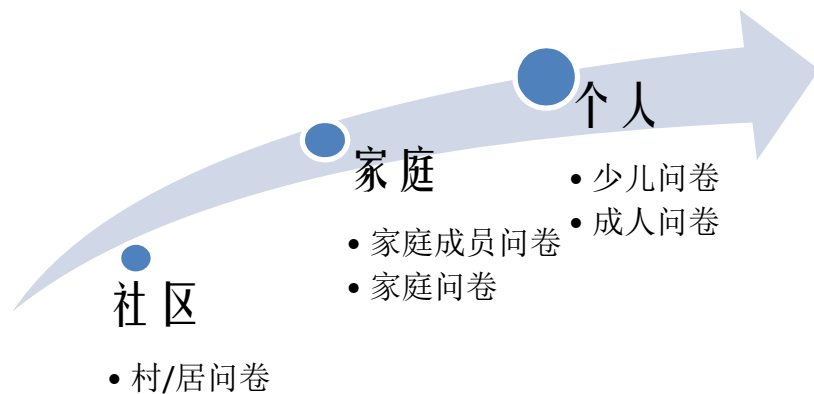 社区
• 村/居问卷
家庭
• 家庭成员问卷
• 家庭问卷
个人
• 少儿问卷
• 成人问卷